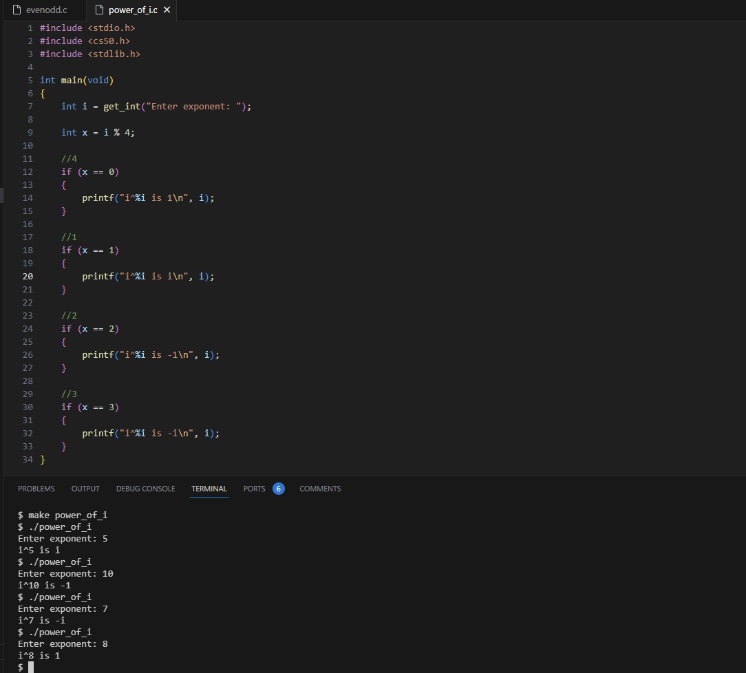 evenodd.c power_of_i.c ×
1 #include <stdio.h>
2 #include <cs50.h>
3 #include <stdlib.h>
4
5 int main(void)
6 {
7 int i = get_int("Enter exponent: ");
8
9 int x = i % 4;
10
11 //4
12 if (x == 0)
13 {
14 printf("i^%i is 1\n", i);
15 }
16
17 //1
18 if (x == 1)
19 {
20 printf("i^%i is i\n", i);
21 }
22
23 //2
24 if (x == 2)
25 {
26 printf("i^%i is -1\n", i);
27 }
28
29 //3
30 if (x == 3)
31 {
32 printf("i^%i is -i\n", i);
33 }
34 }
PROBLEMS OUTPUT DEBUG CONSOLE TERMINAL PORTS 6 COMMENTS
$ make power_of_i
$ ./power_of_i
Enter exponent: 5
i^5 is i
$ ./power_of_i
Enter exponent: 10
i^10 is -1
$ ./power_of_i
Enter exponent: 7
i^7 is -i
$ ./power_of_i
Enter exponent: 8
i^8 is 1
$